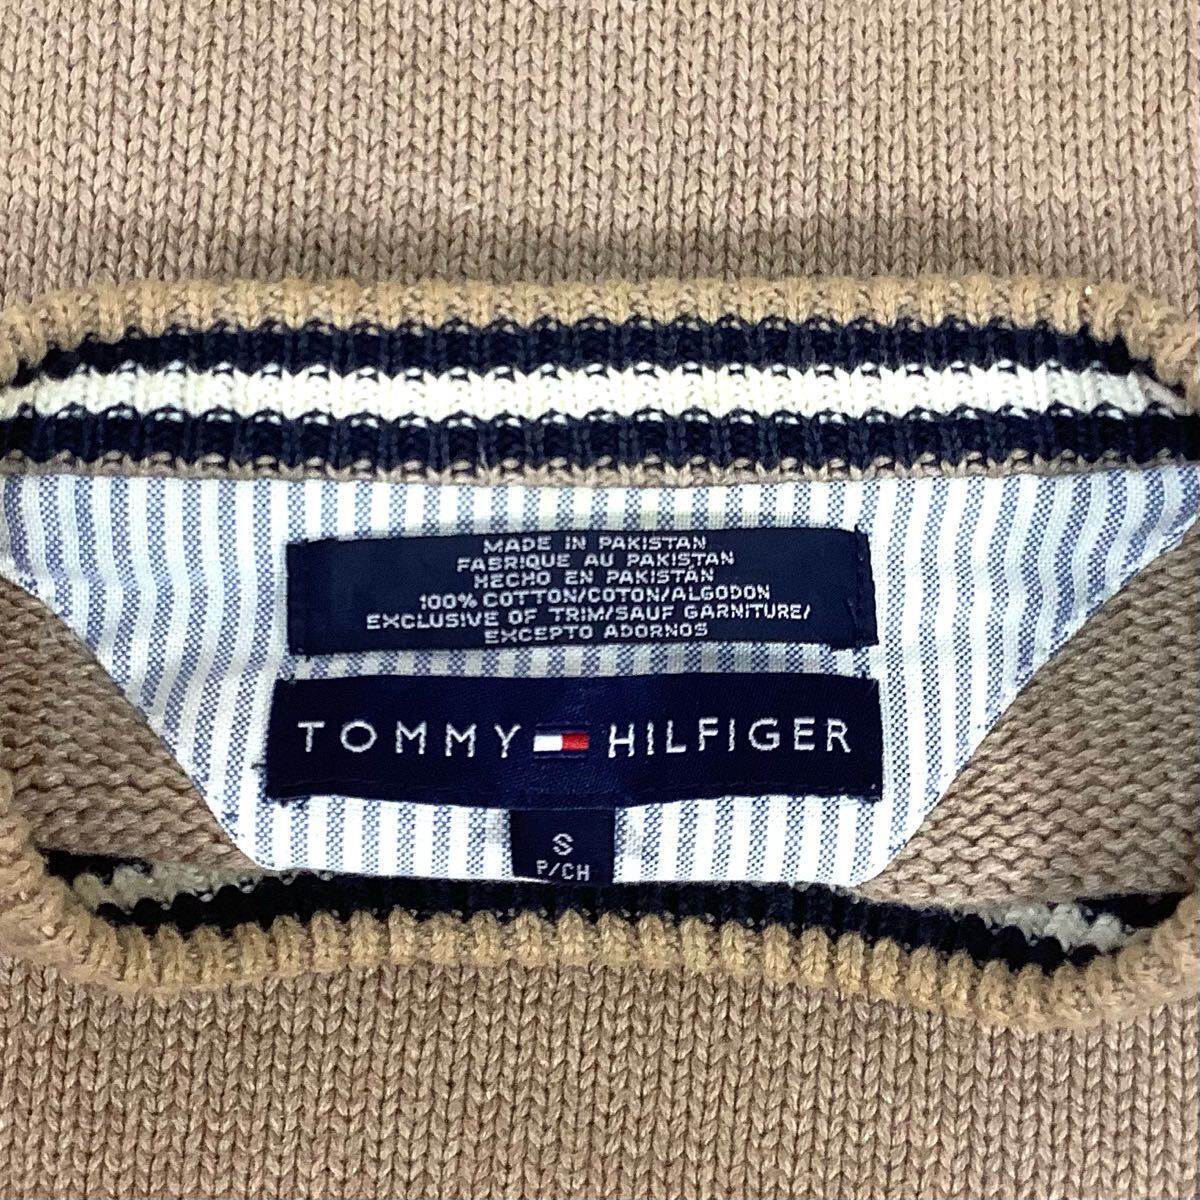 MADE IN PAKISTAN
FABRIQUE AU PAKISTAN
HECHO EN PAKISTÁN
100% COTTON/COTON/ALGODON
EXCLUSIVE OF TRIM/SAUF GARNITURE/
EXCEPTO ADORNOS
TOMMY HILFIGER
S
P/CH